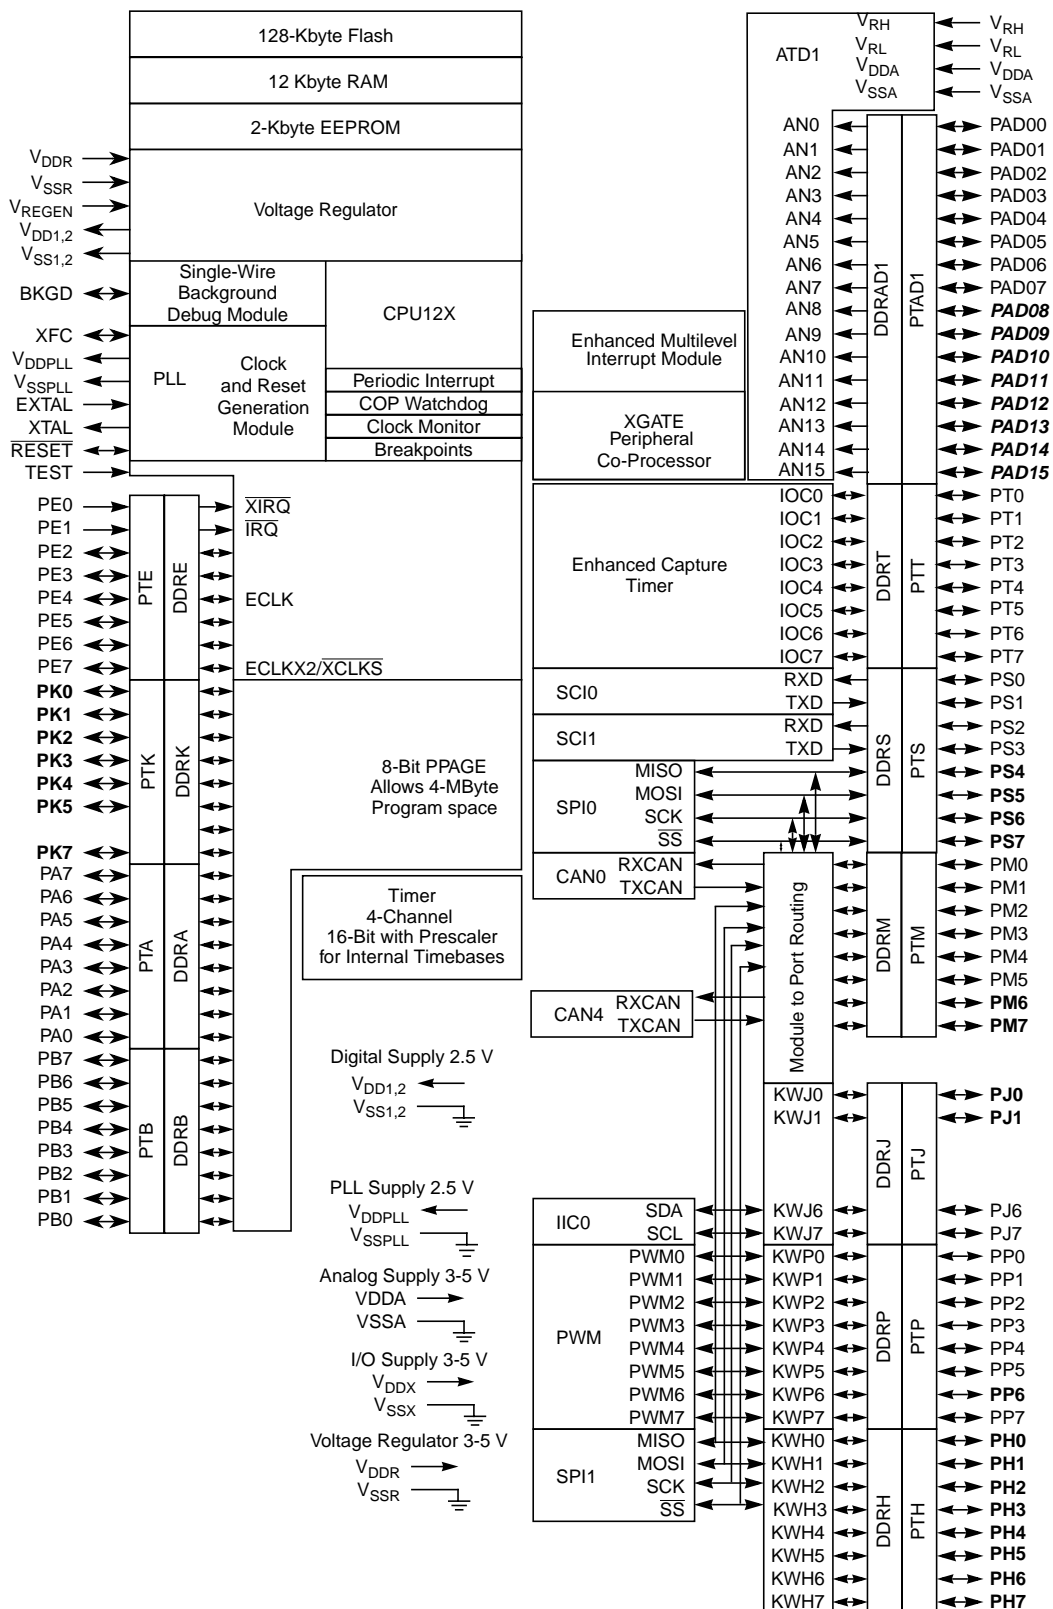 128-Kbyte Flash
12 Kbyte RAM
2-Kbyte EEPROM
Voltage Regulator
VDDR
VSSR
VREGEN
VDD1,2
VSS1,2
BKGD
XFC
VDDPLL
VSSPLL
EXTAL
XTAL
RESET
TEST
Single-Wire
Background
Debug Module
CPU12X
PLL
Clock
and Reset
Generation
Module
Periodic Interrupt
COP Watchdog
Clock Monitor
Breakpoints
PE0
PE1
PE2
PE3
PE4
PE5
PE6
PE7
PTE
DDRE
XIRQ
IRQ
ECLK
ECLKX2/XCLKS
PK0
PK1
PK2
PK3
PK4
PK5
PK7
PTK
DDRK
8-Bit PPAGE
Allows 4-MByte
Program space
PA7
PA6
PA5
PA4
PA3
PA2
PA1
PA0
PTA
DDRA
Timer
4-Channel
16-Bit with Prescaler
for Internal Timebases
PB7
PB6
PB5
PB4
PB3
PB2
PB1
PB0
PTB
DDRB
Digital Supply 2.5 V
VDD1,2
VSS1,2
PLL Supply 2.5 V
VDDPLL
VSSPLL
Analog Supply 3-5 V
VDDA
VSSA
I/O Supply 3-5 V
VDDX
VSSX
Voltage Regulator 3-5 V
VDDR
VSSR
ATD1
VRH
VRL
VDDA
VSSA
VRH
VRL
VDDA
VSSA
AN0
AN1
AN2
AN3
AN4
AN5
AN6
AN7
AN8
AN9
AN10
AN11
AN12
AN13
AN14
AN15
DDRAD1
PTAD1
PAD00
PAD01
PAD02
PAD03
PAD04
PAD05
PAD06
PAD07
PAD08
PAD09
PAD10
PAD11
PAD12
PAD13
PAD14
PAD15
Enhanced Multilevel
Interrupt Module
XGATE
Peripheral
Co-Processor
Enhanced Capture
Timer
IOC0
IOC1
IOC2
IOC3
IOC4
IOC5
IOC6
IOC7
DDRT
PTT
PT0
PT1
PT2
PT3
PT4
PT5
PT6
PT7
SCI0
RXD
TXD
SCI1
RXD
TXD
SPI0
MISO
MOSI
SCK
SS
DDRS
PTS
PS0
PS1
PS2
PS3
PS4
PS5
PS6
PS7
CAN0
RXCAN
TXCAN
CAN4
RXCAN
TXCAN
Module to Port Routing
DDRM
PTM
PM0
PM1
PM2
PM3
PM4
PM5
PM6
PM7
KWJ0
KWJ1
KWJ6
KWJ7
DDRJ
PTJ
PJ0
PJ1
PJ6
PJ7
IIC0
SDA
SCL
PWM
PWM0
PWM1
PWM2
PWM3
PWM4
PWM5
PWM6
PWM7
KWP0
KWP1
KWP2
KWP3
KWP4
KWP5
KWP6
KWP7
DDRP
PTP
PP0
PP1
PP2
PP3
PP4
PP5
PP6
PP7
SPI1
MISO
MOSI
SCK
SS
KWH0
KWH1
KWH2
KWH3
KWH4
KWH5
KWH6
KWH7
DDRH
PTH
PH0
PH1
PH2
PH3
PH4
PH5
PH6
PH7